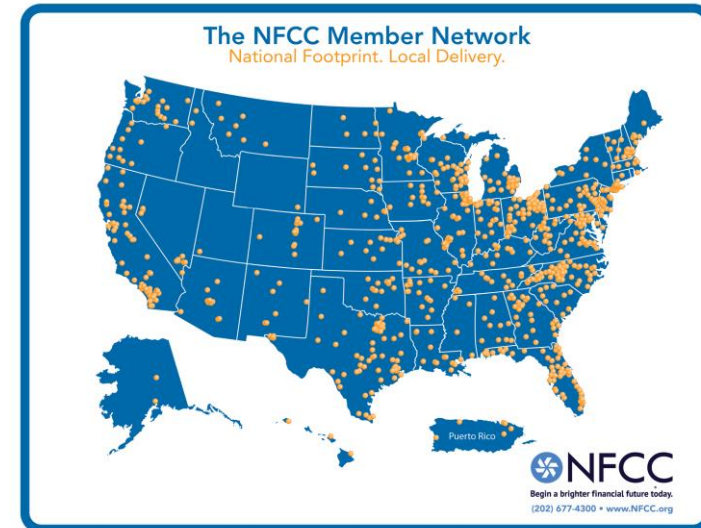 The NFCC Member Network
National Footprint. Local Delivery.
Puerto Rico
NFCC
Begin a brighter financial future today.
(202) 677-4300 • www.NFCC.org